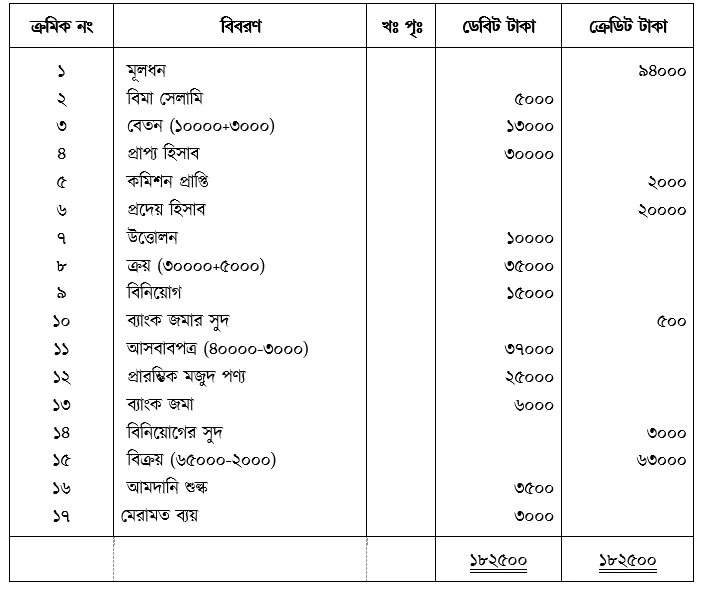 ক্রমিক নং বিবরণ খঃ পৃঃ ডেবিট টাকা ক্রেডিট টাকা
১ মূলধন ৯৪০০০
২ বিমা সেলামি ৫০০০
৩ বেতন (১০০০০+৩০০০) ১৩০০০
৪ প্রাপ্য হিসাব ৩০০০০
৫ কমিশন প্রাপ্তি ২০০০
৬ প্রদেয় হিসাব ২০০০০
৭ উত্তোলন ১০০০০
৮ ক্রয় (৩০০০০+৫০০০) ৩৫০০০
৯ বিনিয়োগ ১৫০০০
১০ ব্যাংক জমার সুদ ৫০০
১১ আসবাবপত্র (৪০০০০-৩০০০) ৩৭০০০
১২ প্রারম্ভিক মজুদ পণ্য ২৫০০০
১৩ ব্যাংক জমা ৬০০০
১৪ বিনিয়োগের সুদ ৩০০০
১৫ বিক্রয় (৬৫০০০-২০০০) ৬৩০০০
১৬ আমদানি শুল্ক ৩৫০০
১৭ মেরামত ব্যয় ৩০০০
১৮২৫০০ ১৮২৫০০